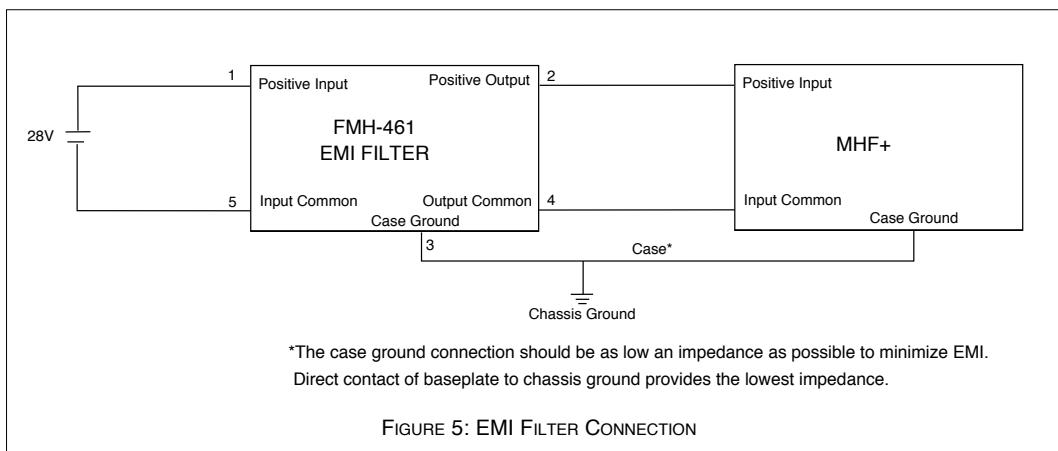 1
Positive Input
Positive Output
2
Positive Input
28V
FMH-461
EMI FILTER
MHF+
5
Input Common
Output Common
4
Input Common
Case Ground
Case Ground
3
Case*
Chassis Ground
*The case ground connection should be as low an impedance as possible to minimize EMI.
Direct contact of baseplate to chassis ground provides the lowest impedance.
FIGURE 5: EMI FILTER CONNECTION